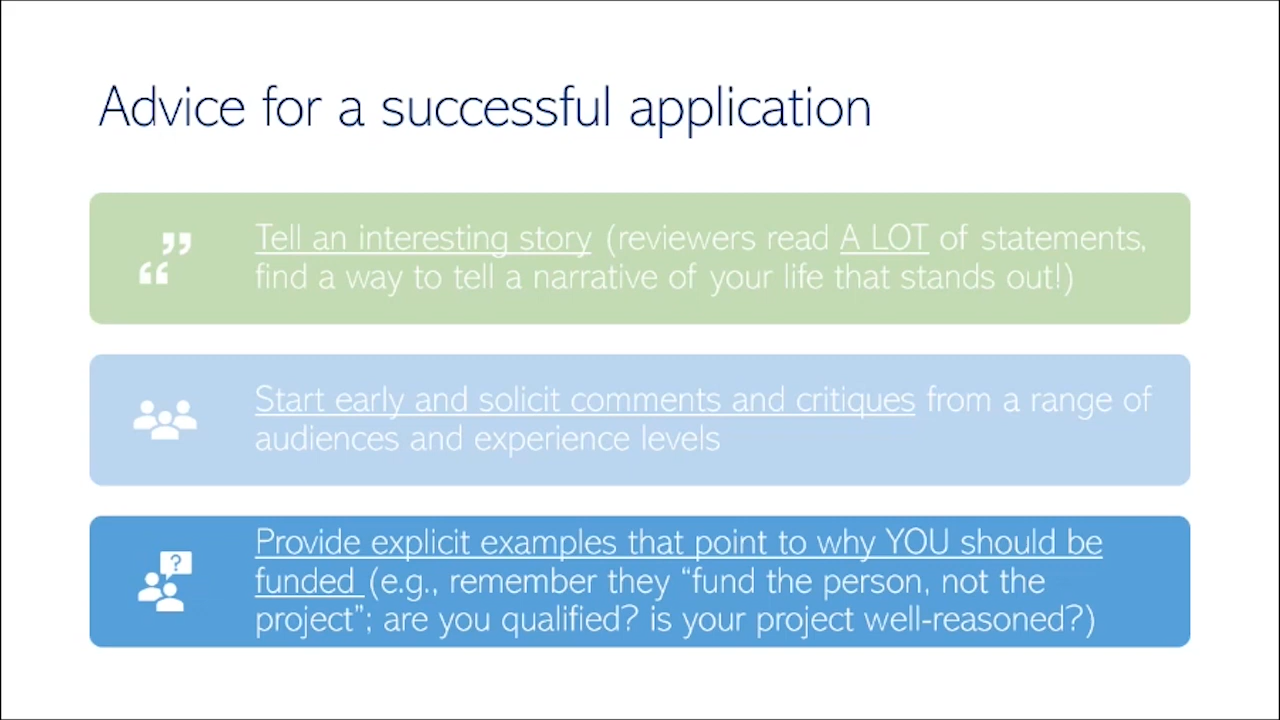 Advice for a successful application
Tell an interesting story (reviewers read A LOT of statements,
find a way to tell a narrative of your life that stands out!)
Start early and solicit comments and critiques from a range of
audiences and experience levels
Provide explicit examples that point to why YOU should be
funded (e.g., remember they “fund the person, not the
project”; are you qualified? is your project well-reasoned?)